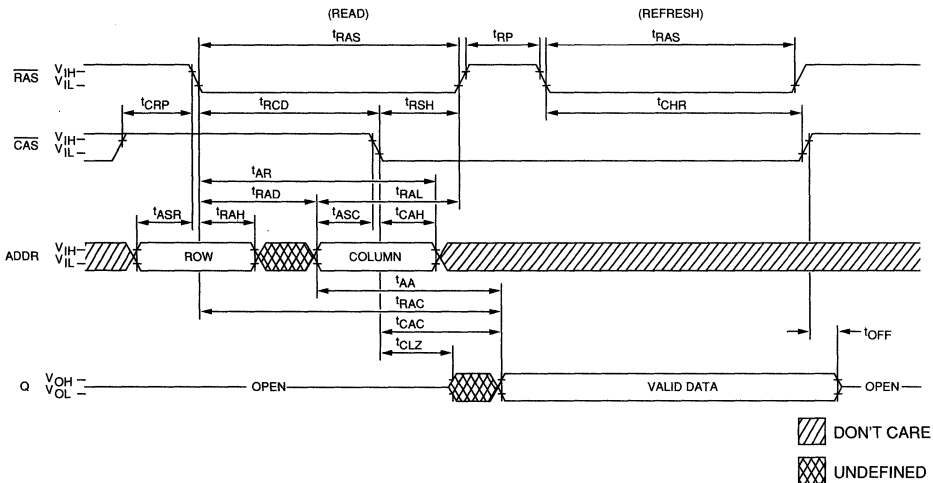 (READ) (REFRESH)
tRAS tRP tRAS
RAS VIH
VIL
tCRP tRCD tRSH tCHR
CAS VIH
VIL
tAR
tRAD tRAL
tASR tRAH tASC tCAH
ADDR VIH
VIL
ROW COLUMN
tAA
tRAC
tCAC tOFF
tCLZ
Q VOH
VOL
OPEN VALID DATA OPEN
DON'T CARE
UNDEFINED